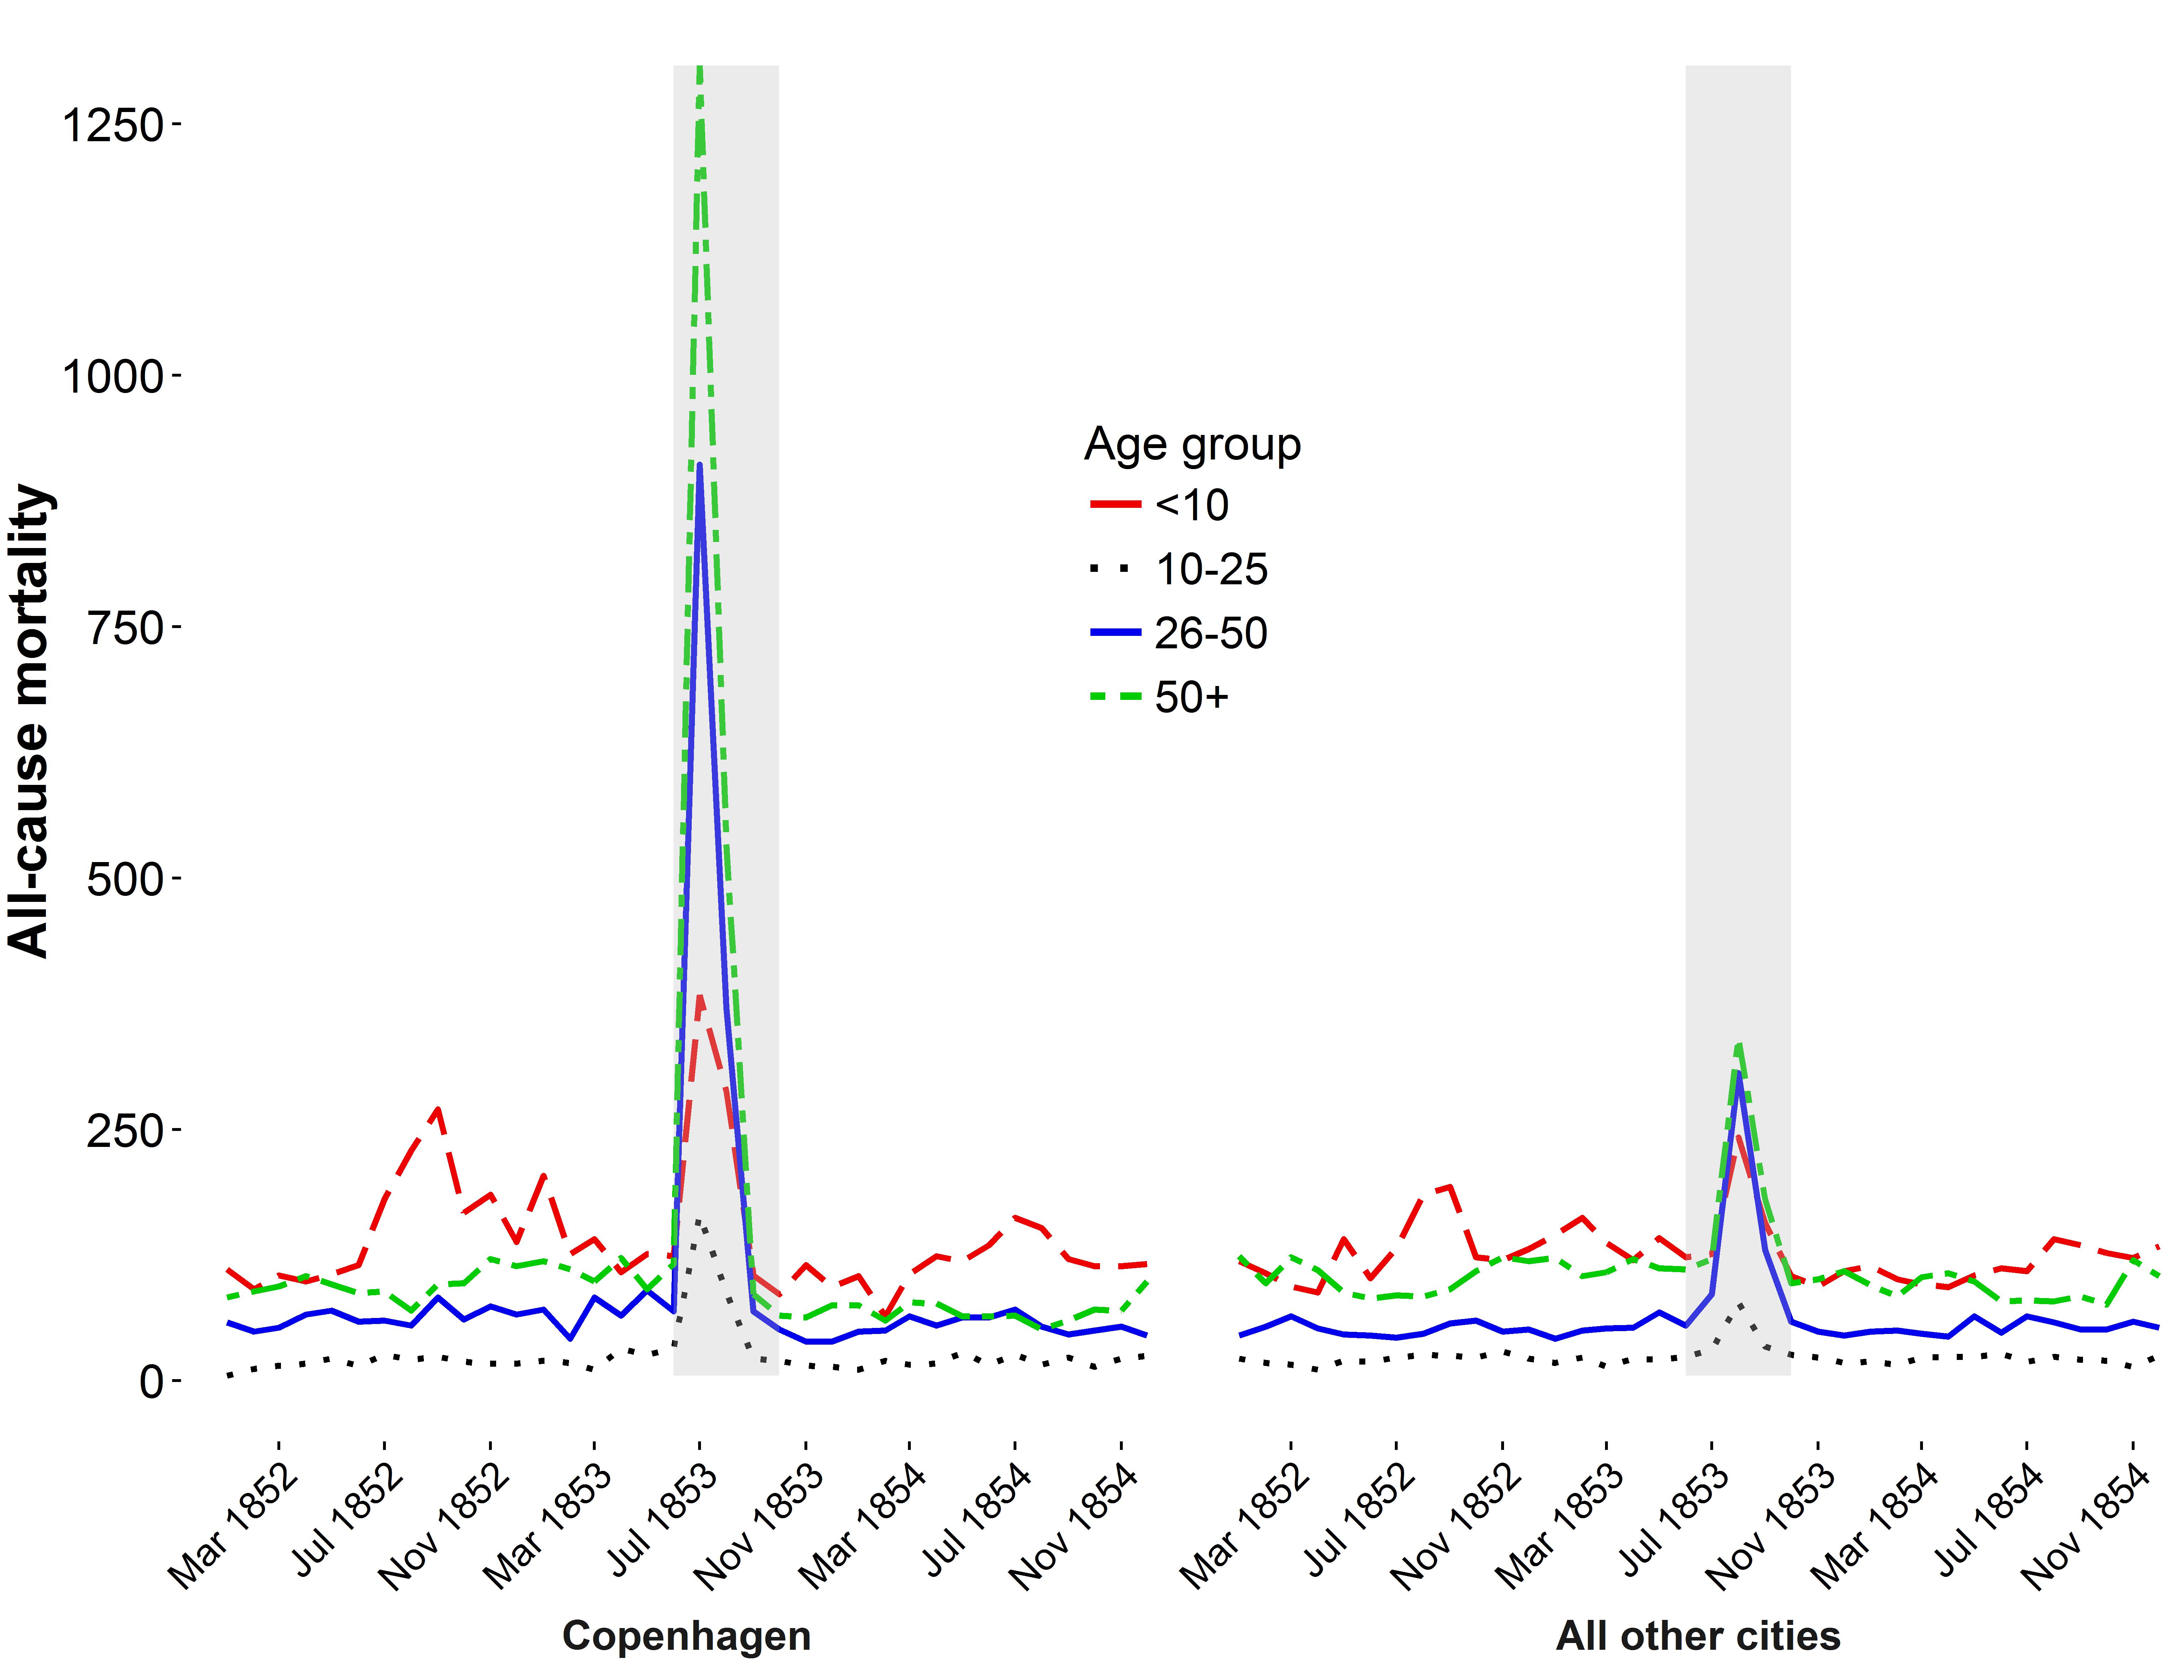 All-cause mortality
1250
1000
750
500
250
0
Age group
<10
10-25
26-50
50+
Mar 1852
Jul 1852
Nov 1852
Mar 1853
Jul 1853
Nov 1853
Mar 1854
Jul 1854
Nov 1854
Mar 1852
Jul 1852
Nov 1852
Mar 1853
Jul 1853
Nov 1853
Mar 1854
Jul 1854
Nov 1854
Copenhagen
All other cities